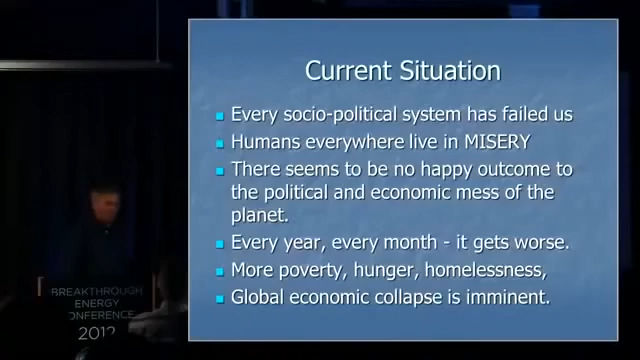 Current Situation
Every socio-political system has failed us
Humans everywhere live in MISERY
There seems to be no happy outcome to
the political and economic mess of the
planet.
Every year, every month - it gets worse.
More poverty, hunger, homelessness,
Global economic collapse is imminent.
BREAKTHROUGH
ENERGY
CONFERENCE
2012